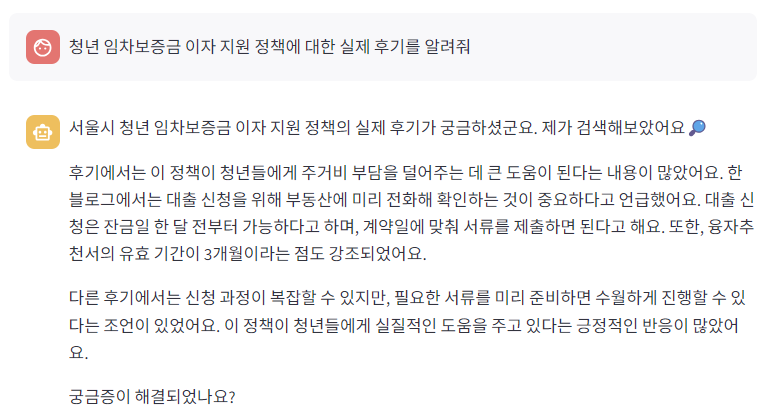 청년 임차보증금 이자 지원 정책에 대한 실제 후기를 알려줘
서울시 청년 임차보증금 이자 지원 정책의 실제 후기가 궁금하셨군요. 제가 검색해보았어요🔎
후기에서는 이 정책이 청년들에게 주거비 부담을 덜어주는 데 큰 도움이 된다는 내용이 많았어요. 한
블로그에서는 대출 신청을 위해 부동산에 미리 전화해 확인하는 것이 중요하다고 언급했어요. 대출 신
청은 잔금일 한 달 전부터 가능하다고 하며, 계약일에 맞춰 서류를 제출하면 된다고 해요. 또한, 융자추
천서의 유효 기간이 3개월이라는 점도 강조되었어요.
다른 후기에서는 신청 과정이 복잡할 수 있지만, 필요한 서류를 미리 준비하면 수월하게 진행할 수 있
다는 조언이 있었어요. 이 정책이 청년들에게 실질적인 도움을 주고 있다는 긍정적인 반응이 많았어
요.
궁금증이 해결되었나요?